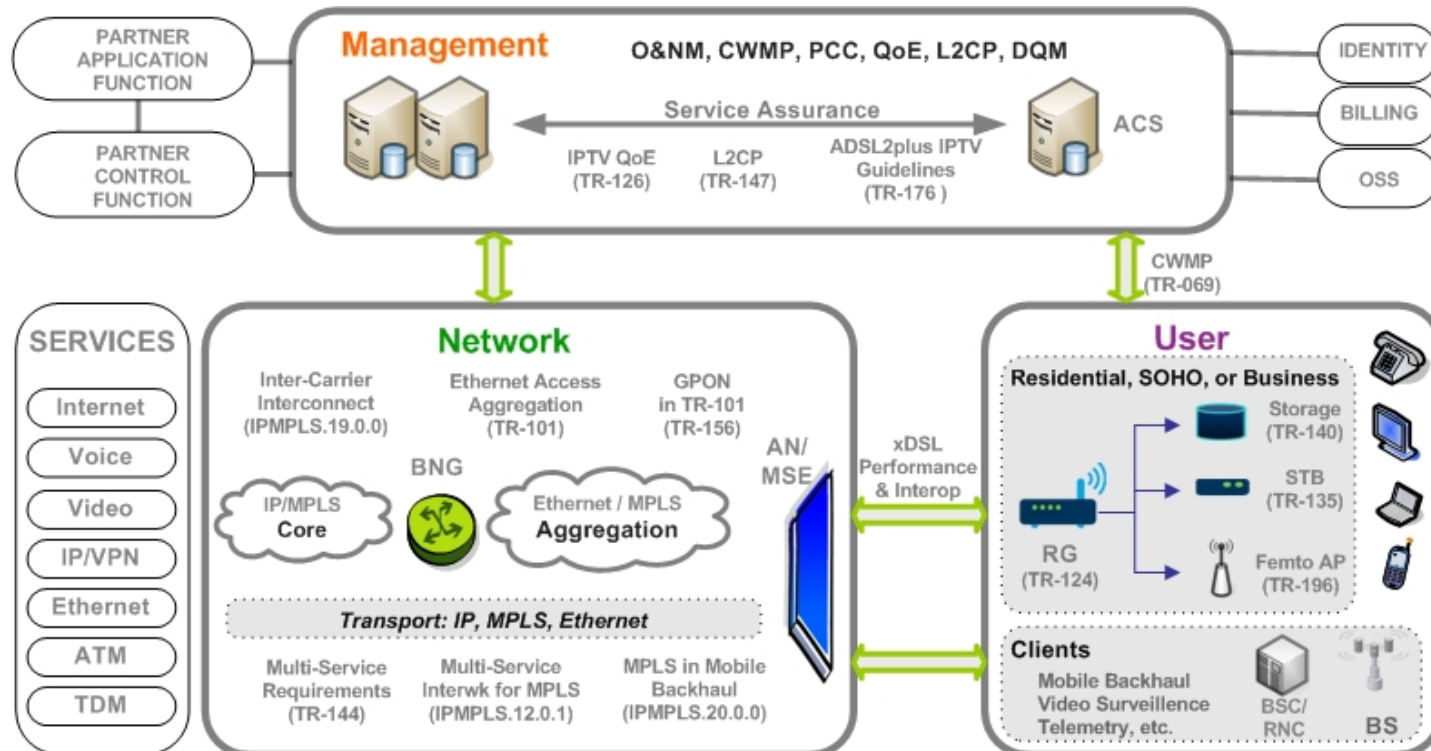 PARTNER
APPLICATION
FUNCTION
PARTNER
CONTROL
FUNCTION
Management
O&NM, CWMP, PCC, QoE, L2CP, DQM
Service Assurance
IPTV QoE
(TR-126)
L2CP
(TR-147)
ADSL2plus IPTV
Guidelines
(TR-176 )
ACS
IDENTITY
BILLING
OSS
CWMP
(TR-069)
SERVICES
Internet
Voice
Video
IP/VPN
Ethernet
ATM
TDM
Network
Inter-Carrier
Interconnect
(IPMPLS.19.0.0)
Ethernet Access
Aggregation
(TR-101)
GPON
in TR-101
(TR-156)
AN/
MSE
BNG
IP/MPLS
Core
Ethernet / MPLS
Aggregation
Transport: IP, MPLS, Ethernet
Multi-Service
Requirements
(TR-144)
Multi-Service
Interwk for MPLS
(IPMPLS.12.0.1)
MPLS in Mobile
Backhaul
(IPMPLS.20.0.0)
xDSL
Performance
& Interop
User
Residential, SOHO, or Business
Storage
(TR-140)
STB
(TR-135)
RG
(TR-124)
Femto AP
(TR-196)
Clients
Mobile Backhaul
Video Surveillence
Telemetry, etc.
BSC/
RNC
BS